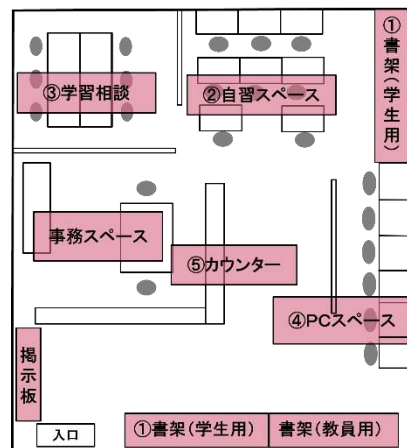 ①書架(学生用)
③学習相談
②自習スペース
事務スペース
⑤カウンター
④PCスペース
掲示板
入口
①書架(学生用)
書架(教員用)